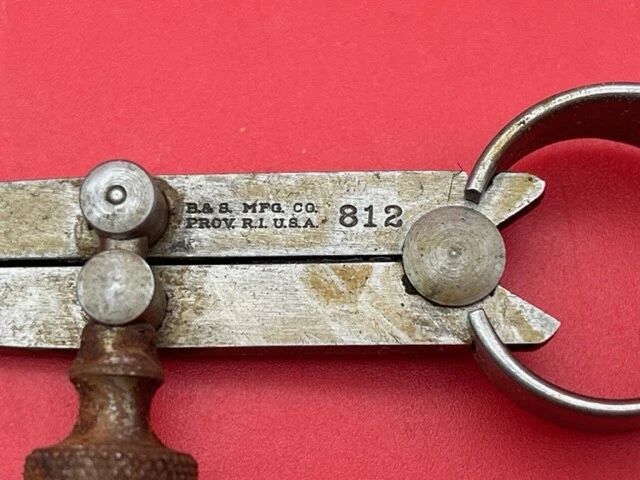 B.& S. MFG. CO.
PROV. R.I. U.S.A.
812